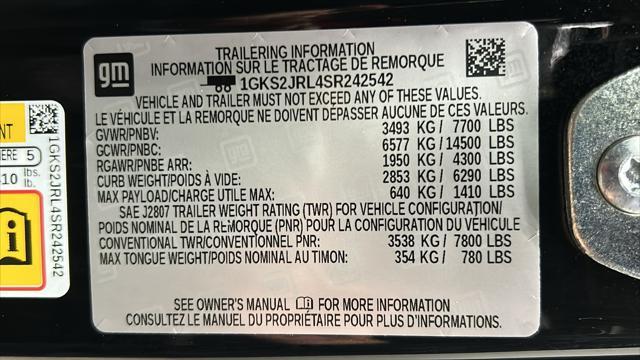 gm
TRAILERING INFORMATION
INFORMATION SUR LE TRACTAGE DE REMORQUE
1GKS2JRL4SR242542
VEHICLE AND TRAILER MUST NOT EXCEED ANY OF THESE VALUES.
LE VÉHICULE ET LA REMORQUE NE DOIVENT DÉPASSER AUCUNE DE CES VALEURS.
GVWR/PNBV: 3493 KG / 7700 LBS
GCWR/PNBC: 6577 KG / 14500 LBS
RGAWR/PNBE ARR: 1950 KG / 4300 LBS
CURB WEIGHT/POIDS À VIDE: 2853 KG / 6290 LBS
MAX PAYLOAD/CHARGE UTILE MAX: 640 KG / 1410 LBS
SAE J2807 TRAILER WEIGHT RATING (TWR) FOR VEHICLE CONFIGURATION/
POIDS NOMINAL DE LA REMORQUE (PNR) POUR LA CONFIGURATION DU VÉHICULE
CONVENTIONAL TWR/CONVENTIONNEL PNR: 3538 KG / 7800 LBS
MAX TONGUE WEIGHT/POIDS NOMINAL AU TIMON: 354 KG / 780 LBS
SEE OWNER'S MANUAL FOR MORE INFORMATION
CONSULTEZ LE MANUEL DU PROPRIÉTAIRE POUR PLUS D'INFORMATION
5
lbs.
lb.
1GKS2JRL4SR242542